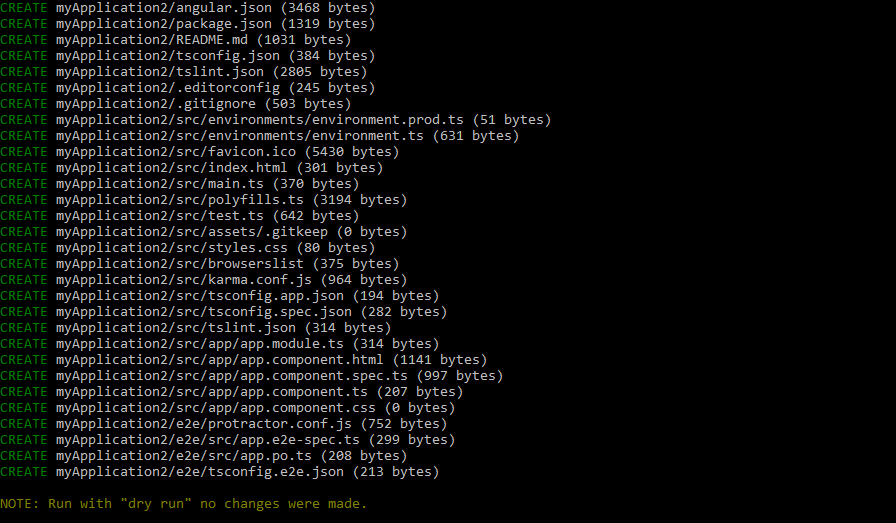 CREATE myApplication2/angular.json (3468 bytes)
CREATE myApplication2/package.json (1319 bytes)
CREATE myApplication2/README.md (1031 bytes)
CREATE myApplication2/tsconfig.json (384 bytes)
CREATE myApplication2/tslint.json (2805 bytes)
CREATE myApplication2/.editorconfig (245 bytes)
CREATE myApplication2/.gitignore (503 bytes)
CREATE myApplication2/src/environments/environment.prod.ts (51 bytes)
CREATE myApplication2/src/environments/environment.ts (631 bytes)
CREATE myApplication2/src/favicon.ico (5430 bytes)
CREATE myApplication2/src/index.html (301 bytes)
CREATE myApplication2/src/main.ts (370 bytes)
CREATE myApplication2/src/polyfills.ts (3194 bytes)
CREATE myApplication2/src/test.ts (642 bytes)
CREATE myApplication2/src/assets/.gitkeep (0 bytes)
CREATE myApplication2/src/styles.css (80 bytes)
CREATE myApplication2/src/browserslist (375 bytes)
CREATE myApplication2/src/karma.conf.js (964 bytes)
CREATE myApplication2/src/tsconfig.app.json (194 bytes)
CREATE myApplication2/src/tsconfig.spec.json (282 bytes)
CREATE myApplication2/src/tslint.json (314 bytes)
CREATE myApplication2/src/app/app.module.ts (314 bytes)
CREATE myApplication2/src/app/app.component.html (1141 bytes)
CREATE myApplication2/src/app/app.component.spec.ts (997 bytes)
CREATE myApplication2/src/app/app.component.ts (207 bytes)
CREATE myApplication2/src/app/app.component.css (0 bytes)
CREATE myApplication2/e2e/protractor.conf.js (752 bytes)
CREATE myApplication2/e2e/src/app.e2e-spec.ts (299 bytes)
CREATE myApplication2/e2e/src/app.po.ts (208 bytes)
CREATE myApplication2/e2e/tsconfig.e2e.json (213 bytes)
NOTE: Run with "dry run" no changes were made.